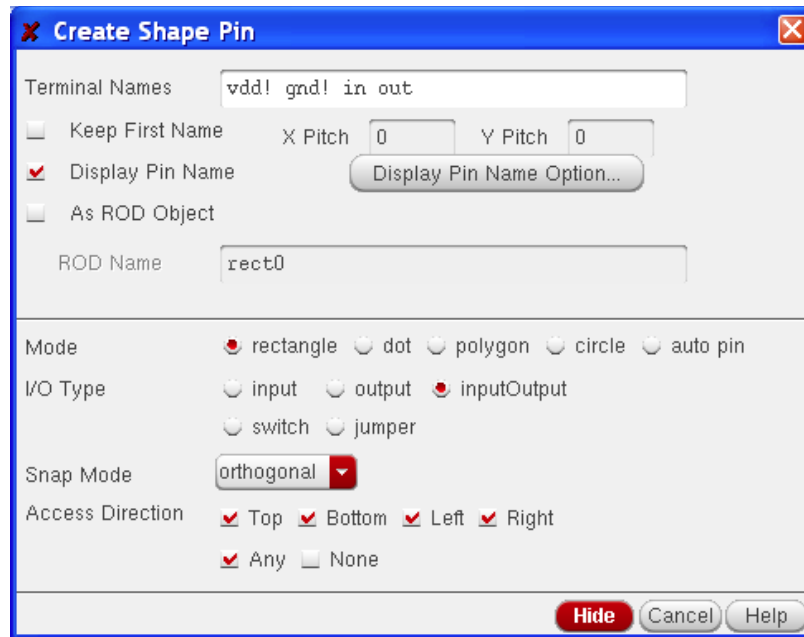 Create Shape Pin
Terminal Names vdd! gnd! in out
Keep First Name X Pitch 0 Y Pitch 0
Display Pin Name Display Pin Name Option...
As ROD Object
ROD Name rect0
Mode rectangle dot polygon circle auto pin
I/O Type input output inputOutput
switch jumper
Snap Mode orthogonal
Access Direction Top Bottom Left Right
Any None
Hide Cancel Help